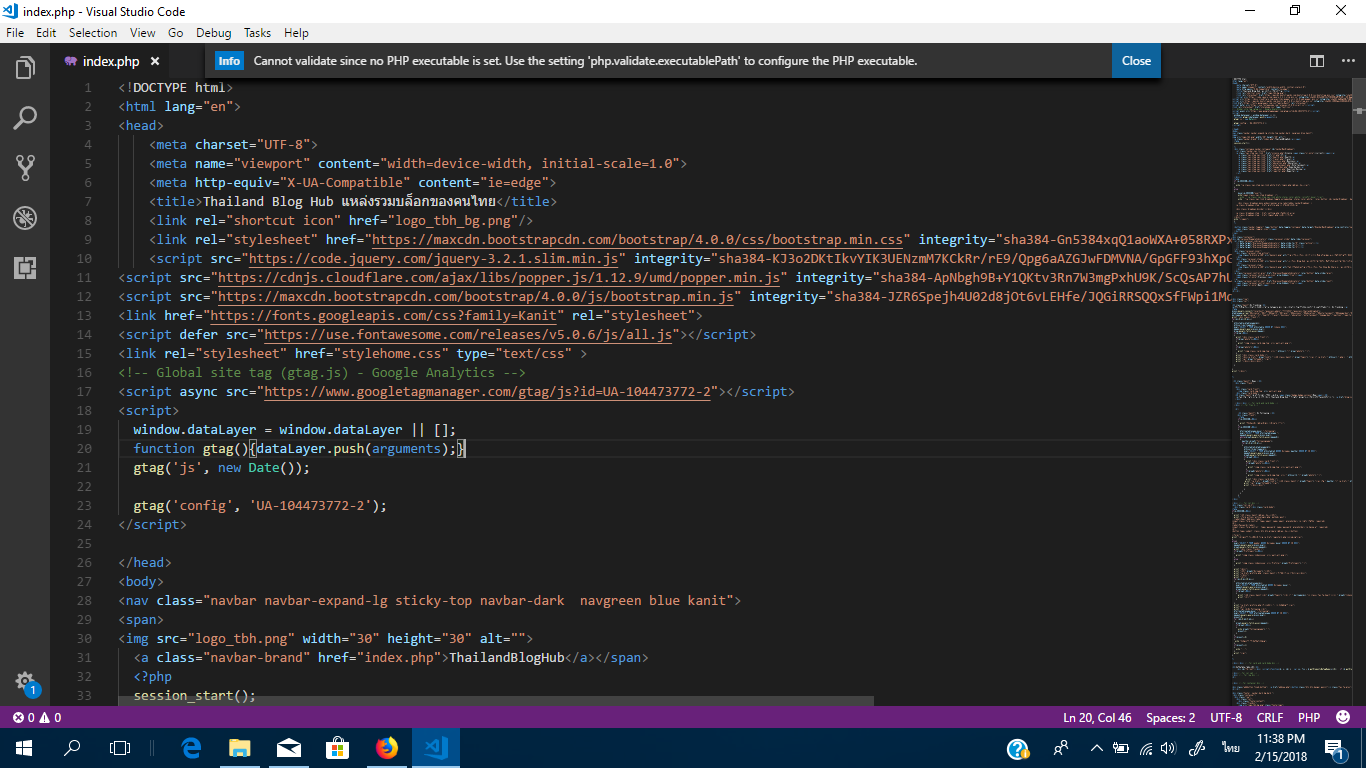 index.php - Visual Studio Code
File Edit Selection View Go Debug Tasks Help
index.php
Info Cannot validate since no PHP executable is set. Use the setting 'php.validate.executablePath' to configure the PHP executable. Close
1 <!DOCTYPE html>
2 <html lang="en">
3 <head>
4 <meta charset="UTF-8">
5 <meta name="viewport" content="width=device-width, initial-scale=1.0">
6 <meta http-equiv="X-UA-Compatible" content="ie=edge">
7 <title>Thailand Blog Hub แหล่งรวมบล็อกของคนไทย</title>
8 <link rel="shortcut icon" href="logo_tbh_bg.png"/>
9 <link rel="stylesheet" href="https://maxcdn.bootstrapcdn.com/bootstrap/4.0.0/css/bootstrap.min.css" integrity="sha384-Gn5384xqQ1aoWXA+058RXPx
10 <script src="https://code.jquery.com/jquery-3.2.1.slim.min.js" integrity="sha384-KJ3o2DKtIkvYIK3UENzmM7KCkRr/rE9/Qpg6aAZGJwFDMVNA/GpGFF93hXpG
11 <script src="https://cdnjs.cloudflare.com/ajax/libs/popper.js/1.12.9/umd/popper.min.js" integrity="sha384-ApNbgh9B+Y1QKtv3Rn7W3mgPxhU9K/ScQsAP7hU
12 <script src="https://maxcdn.bootstrapcdn.com/bootstrap/4.0.0/js/bootstrap.min.js" integrity="sha384-JZR6Spejh4U02d8jOt6vLEHfe/JQGiRRSQQxSfFWpi1Mq
13 <link href="https://fonts.googleapis.com/css?family=Kanit" rel="stylesheet">
14 <script defer src="https://use.fontawesome.com/releases/v5.0.6/js/all.js"></script>
15 <link rel="stylesheet" href="stylehome.css" type="text/css" >
16 <!-- Global site tag (gtag.js) - Google Analytics -->
17 <script async src="https://www.googletagmanager.com/gtag/js?id=UA-104473772-2"></script>
18 <script>
19 window.dataLayer = window.dataLayer || [];
20 function gtag(){dataLayer.push(arguments);}
21 gtag('js', new Date());
22
23 gtag('config', 'UA-104473772-2');
24 </script>
25
26 </head>
27 <body>
28 <nav class="navbar navbar-expand-lg sticky-top navbar-dark  navgreen blue kanit">
29 <span>
30 <img src="logo_tbh.png" width="30" height="30" alt="">
31 <a class="navbar-brand" href="index.php">ThailandBlogHub</a></span>
32 <?php
33 session_start();
1
0 0 Ln 20, Col 46 Spaces: 2 UTF-8 CRLF PHP
ไทย 11:38 PM
2/15/2018
1